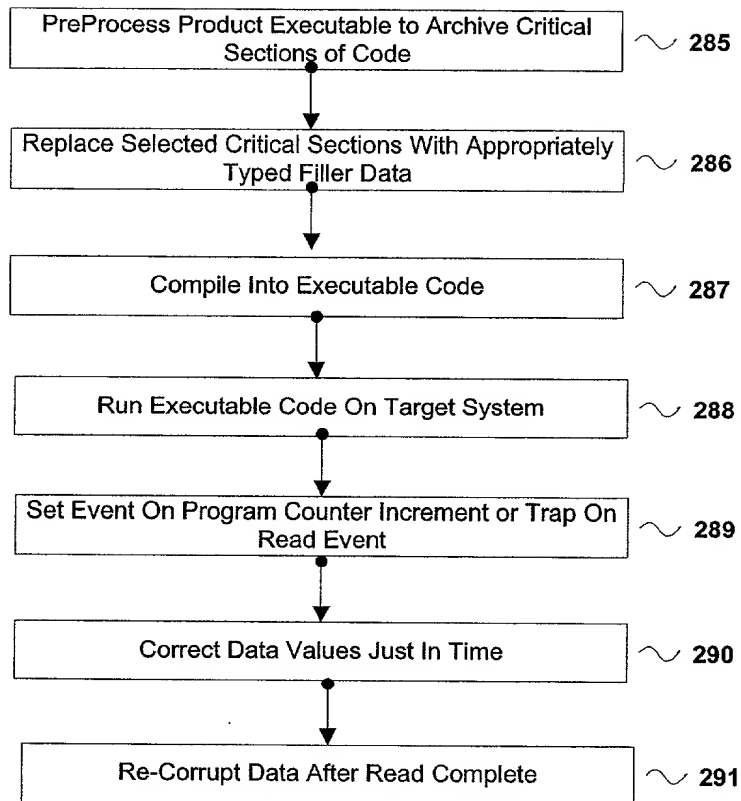 PreProcess Product Executable to Archive Critical
Sections of Code
285
Replace Selected Critical Sections With Appropriately
Typed Filler Data
286
Compile Into Executable Code
287
Run Executable Code On Target System
288
Set Event On Program Counter Increment or Trap On
Read Event
289
Correct Data Values Just In Time
290
Re-Corrupt Data After Read Complete
291